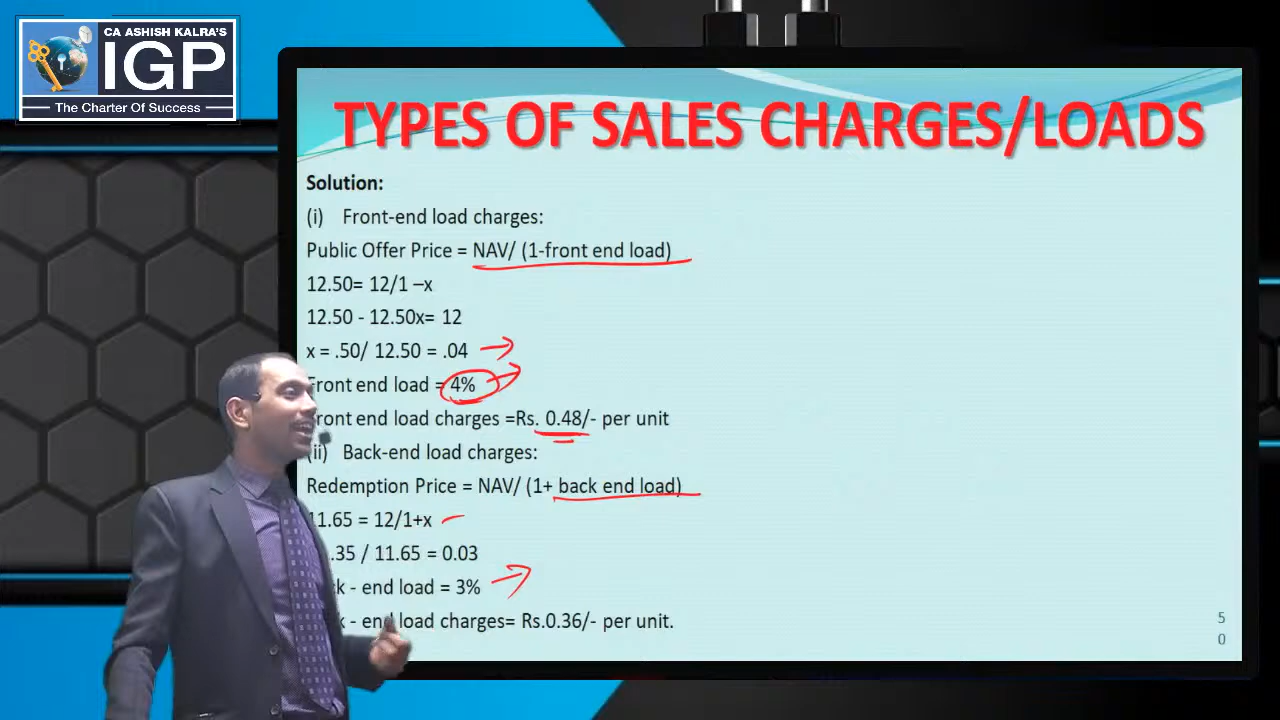 CA ASHISH KALRA'S
IGP
The Charter Of Success
TYPES OF SALES CHARGES/LOADS
Solution:
(i) Front-end load charges:
Public Offer Price = NAV/ (1-front end load)
12.50= 12/1 –x
12.50 - 12.50x= 12
x = .50/ 12.50 = .04
Front end load = 4%
Front end load charges =Rs. 0.48/- per unit
(ii) Back-end load charges:
Redemption Price = NAV/ (1+ back end load)
11.65 = 12/1+x
.35 / 11.65 = 0.03
- end load = 3%
- end load charges= Rs.0.36/- per unit.
5
0